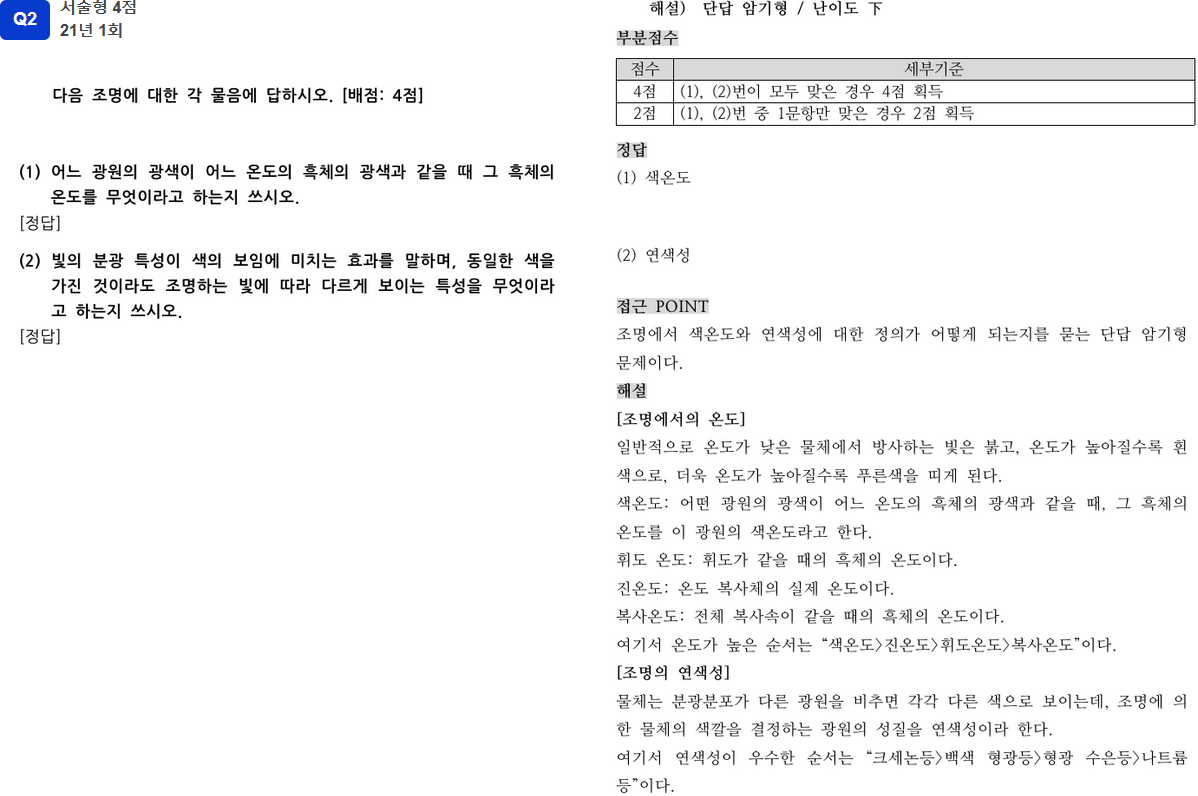 Q2
서술형 4점
21년 1회
다음 조명에 대한 각 물음에 답하시오. [배점: 4점]
(1) 어느 광원의 광색이 어느 온도의 흑체의 광색과 같을 때 그 흑체의
온도를 무엇이라고 하는지 쓰시오.
[정답]
(2) 빛의 분광 특성이 색의 보임에 미치는 효과를 말하며, 동일한 색을
가진 것이라도 조명하는 빛에 따라 다르게 보이는 특성을 무엇이라
고 하는지 쓰시오.
[정답]
해설) 단답 암기형 / 난이도 下
부분점수
점수 세부기준
4점 (1), (2)번이 모두 맞은 경우 4점 획득
2점 (1), (2)번 중 1문항만 맞은 경우 2점 획득
정답
(1) 색온도
(2) 연색성
접근 POINT
조명에서 색온도와 연색성에 대한 정의가 어떻게 되는지를 묻는 단답 암기형
문제이다.
해설
[조명에서의 온도]
일반적으로 온도가 낮은 물체에서 방사하는 빛은 붉고, 온도가 높아질수록 흰
색으로, 더욱 온도가 높아질수록 푸른색을 띠게 된다.
색온도: 어떤 광원의 광색이 어느 온도의 흑체의 광색과 같을 때, 그 흑체의
온도를 이 광원의 색온도라고 한다.
휘도 온도: 휘도가 같을 때의 흑체의 온도이다.
진온도: 온도 복사체의 실제 온도이다.
복사온도: 전체 복사속이 같을 때의 흑체의 온도이다.
여기서 온도가 높은 순서는 “색온도〉진온도〉휘도온도〉복사온도”이다.
[조명의 연색성]
물체는 분광분포가 다른 광원을 비추면 각각 다른 색으로 보이는데, 조명에 의
한 물체의 색깔을 결정하는 광원의 성질을 연색성이라 한다.
여기서 연색성이 우수한 순서는 “크세논등〉백색 형광등〉형광 수은등〉나트륨
등”이다.